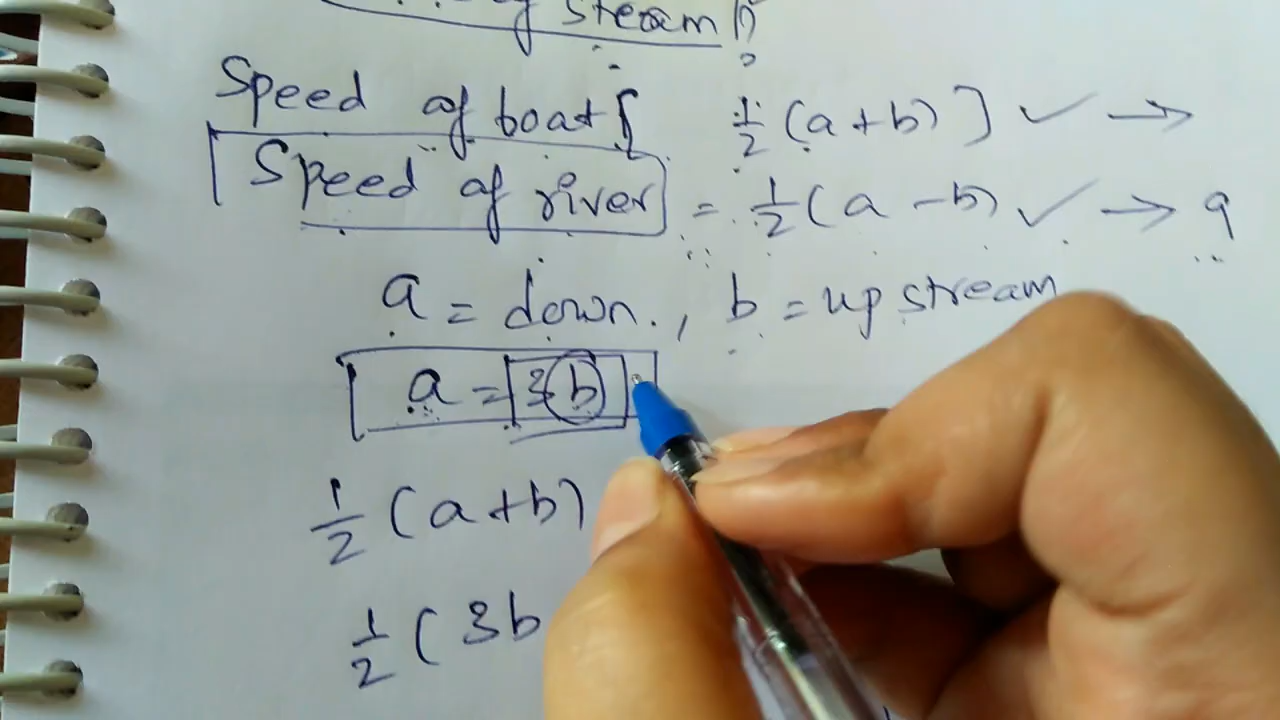 stream
Speed of boat [ 1/2 (a+b) ] ✓ →
Speed of river = 1/2 (a - b) ✓ → 9
a = down. , b = up stream
a = 3b
1/2 (a+b)
1/2 ( 3b